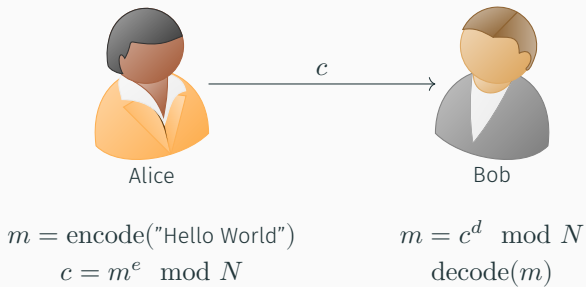 c
Alice
Bob
m = encode("Hello World")
c = m^e mod N
m = c^d mod N
decode(m)